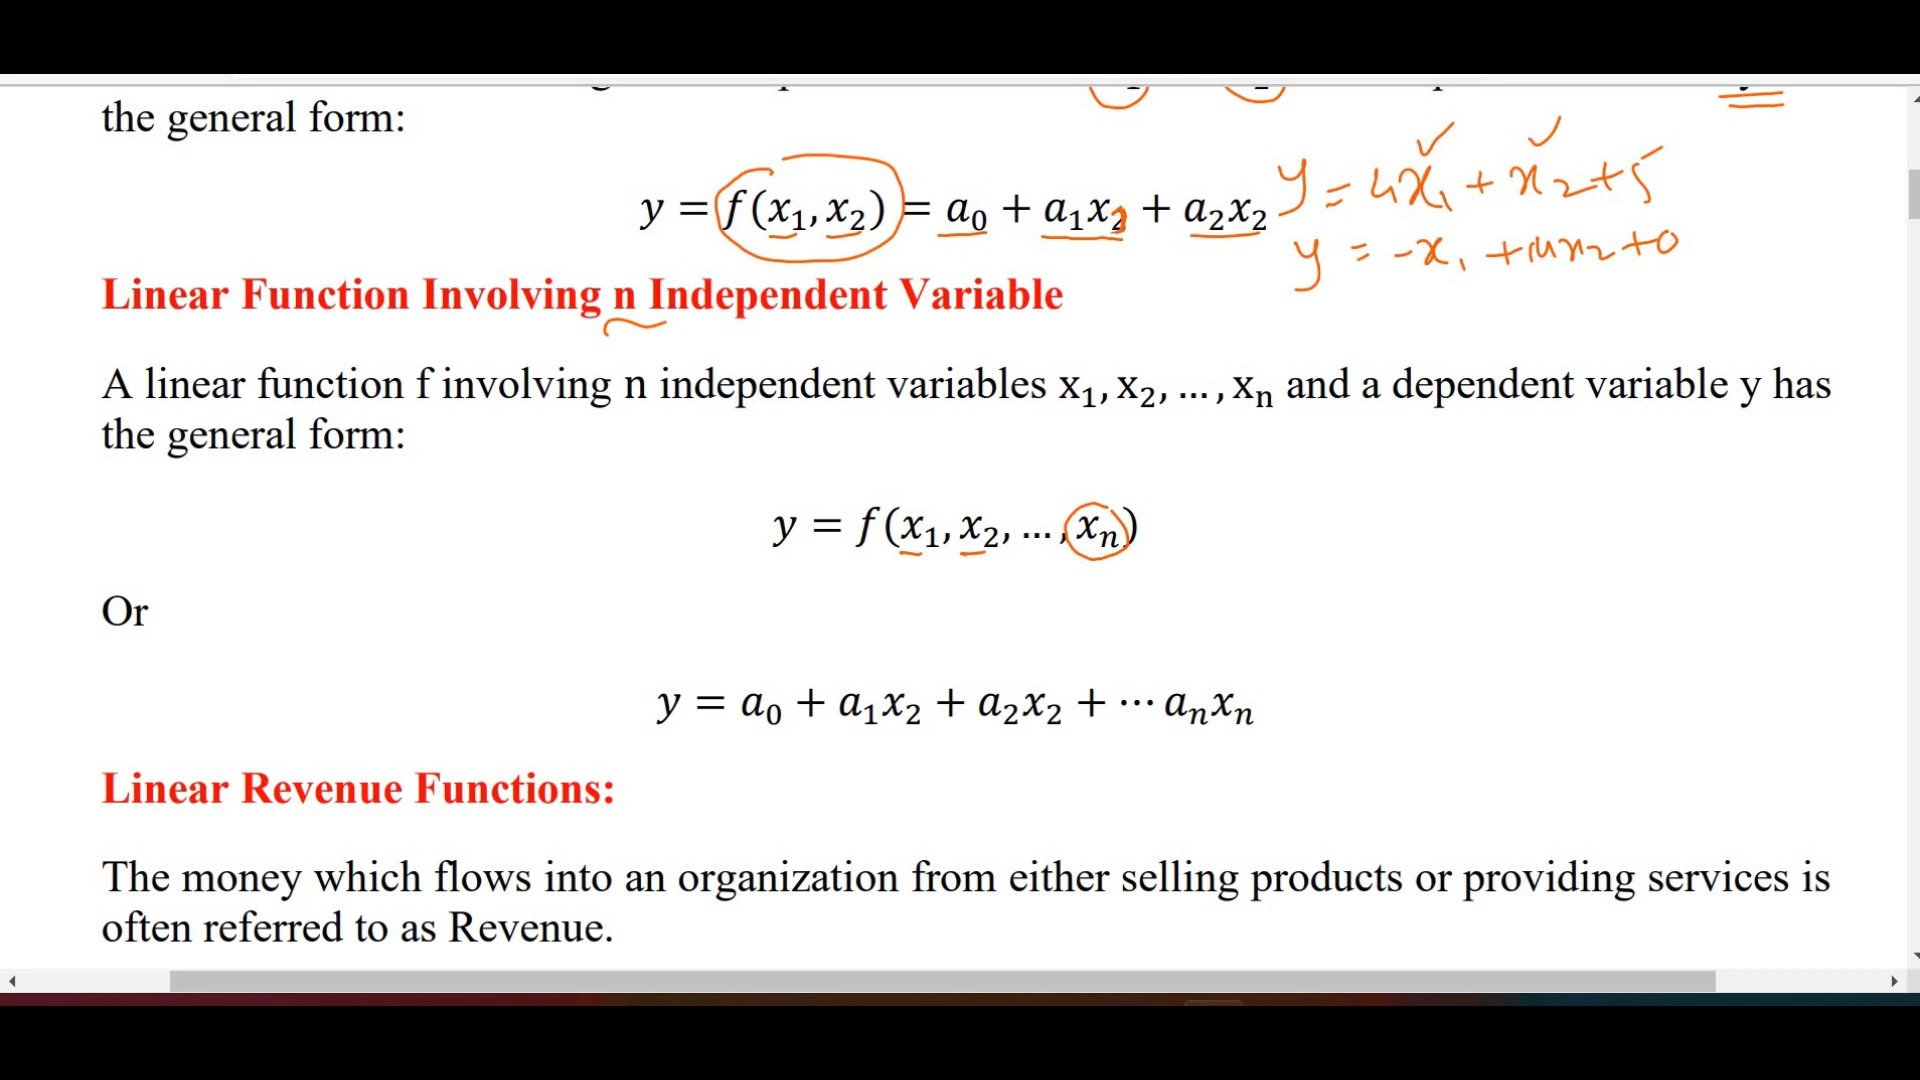 the general form:
y = f(x₁, x₂) = a₀ + a₁x₁ + a₂x₂ y = 4x₁ + x₂ + 5
y = -x₁ + 4x₂ + 0
Linear Function Involving n Independent Variable
A linear function f involving n independent variables x₁, x₂, … , xₙ and a dependent variable y has
the general form:
y = f(x₁, x₂, … , xₙ)
Or
y = a₀ + a₁x₂ + a₂x₂ + ⋯ aₙxₙ
Linear Revenue Functions:
The money which flows into an organization from either selling products or providing services is
often referred to as Revenue.